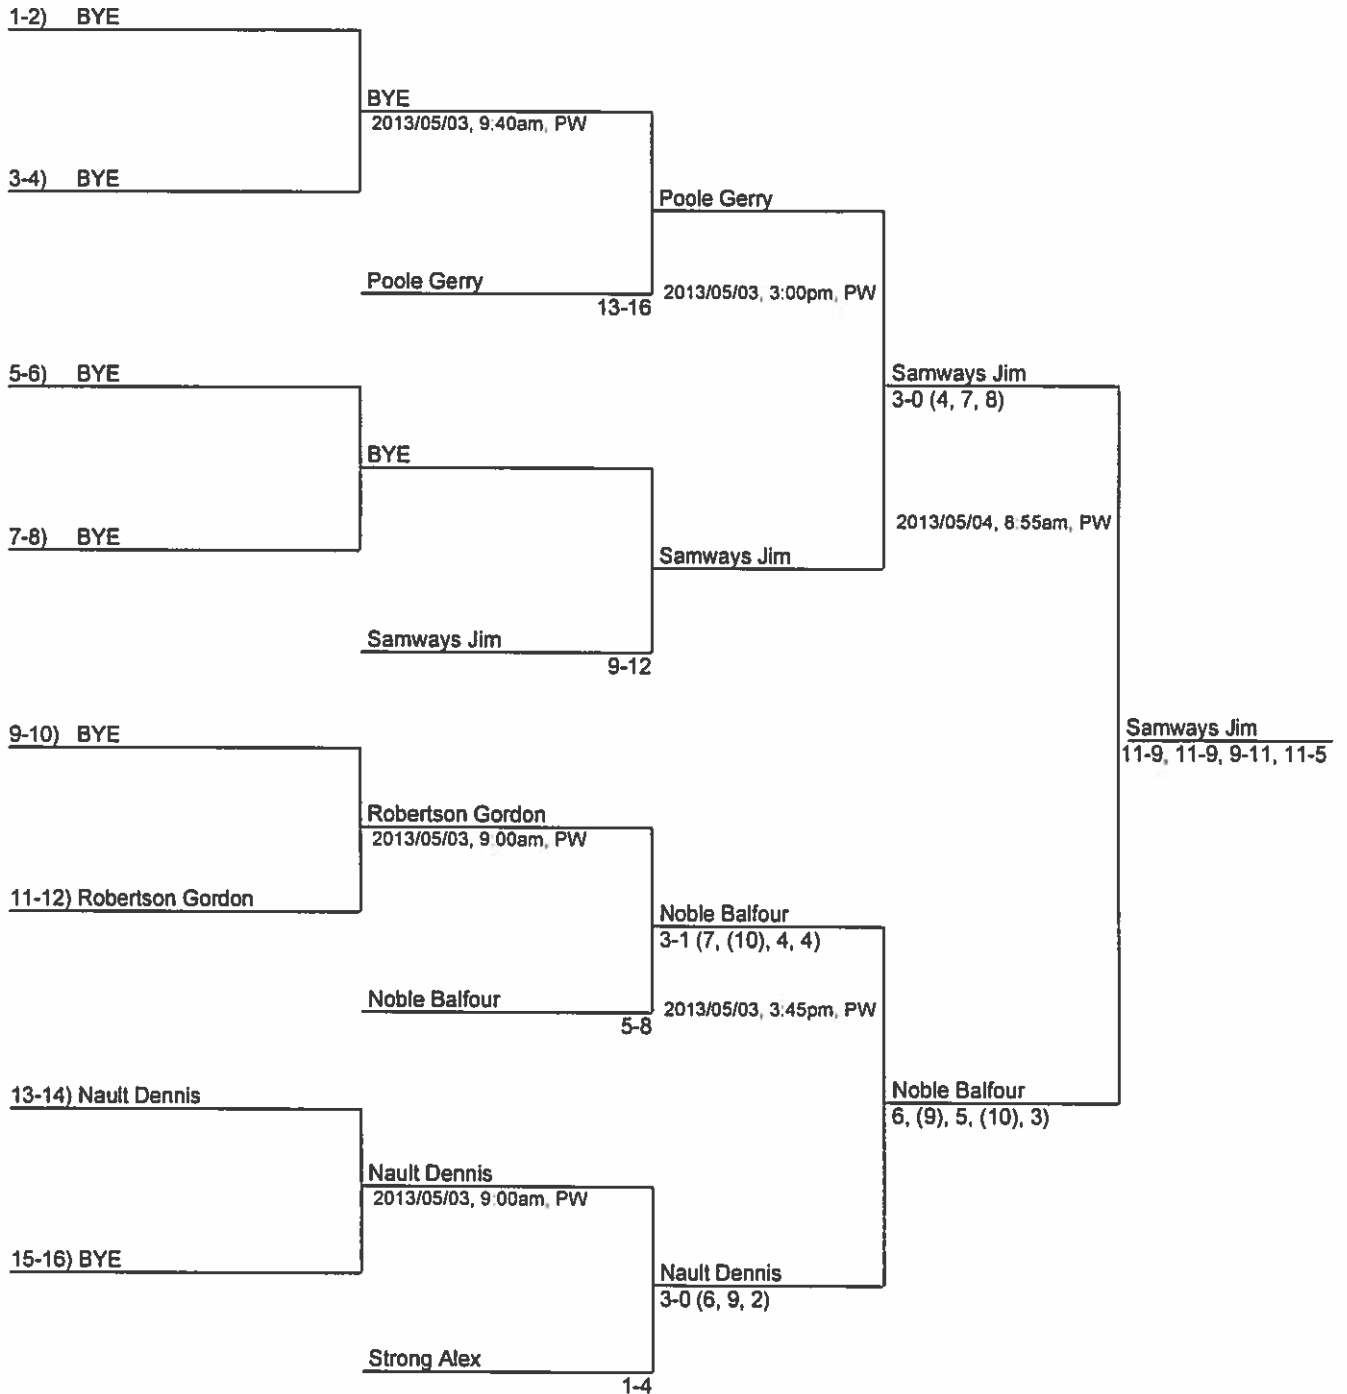 1-2) BYE
BYE
2013/05/03, 9:40am, PW
3-4) BYE
Poole Gerry
Poole Gerry
13-16
2013/05/03, 3:00pm, PW
5-6) BYE
Samways Jim
3-0 (4, 7, 8)
BYE
7-8) BYE
2013/05/04, 8:55am, PW
Samways Jim
Samways Jim
9-12
9-10) BYE
Samways Jim
11-9, 11-9, 9-11, 11-5
Robertson Gordon
2013/05/03, 9:00am, PW
11-12) Robertson Gordon
Noble Balfour
3-1 (7, (10), 4, 4)
Noble Balfour
5-8
2013/05/03, 3:45pm, PW
13-14) Nault Dennis
Noble Balfour
6, (9), 5, (10), 3)
Nault Dennis
2013/05/03, 9:00am, PW
15-16) BYE
Nault Dennis
3-0 (6, 9, 2)
Strong Alex
1-4